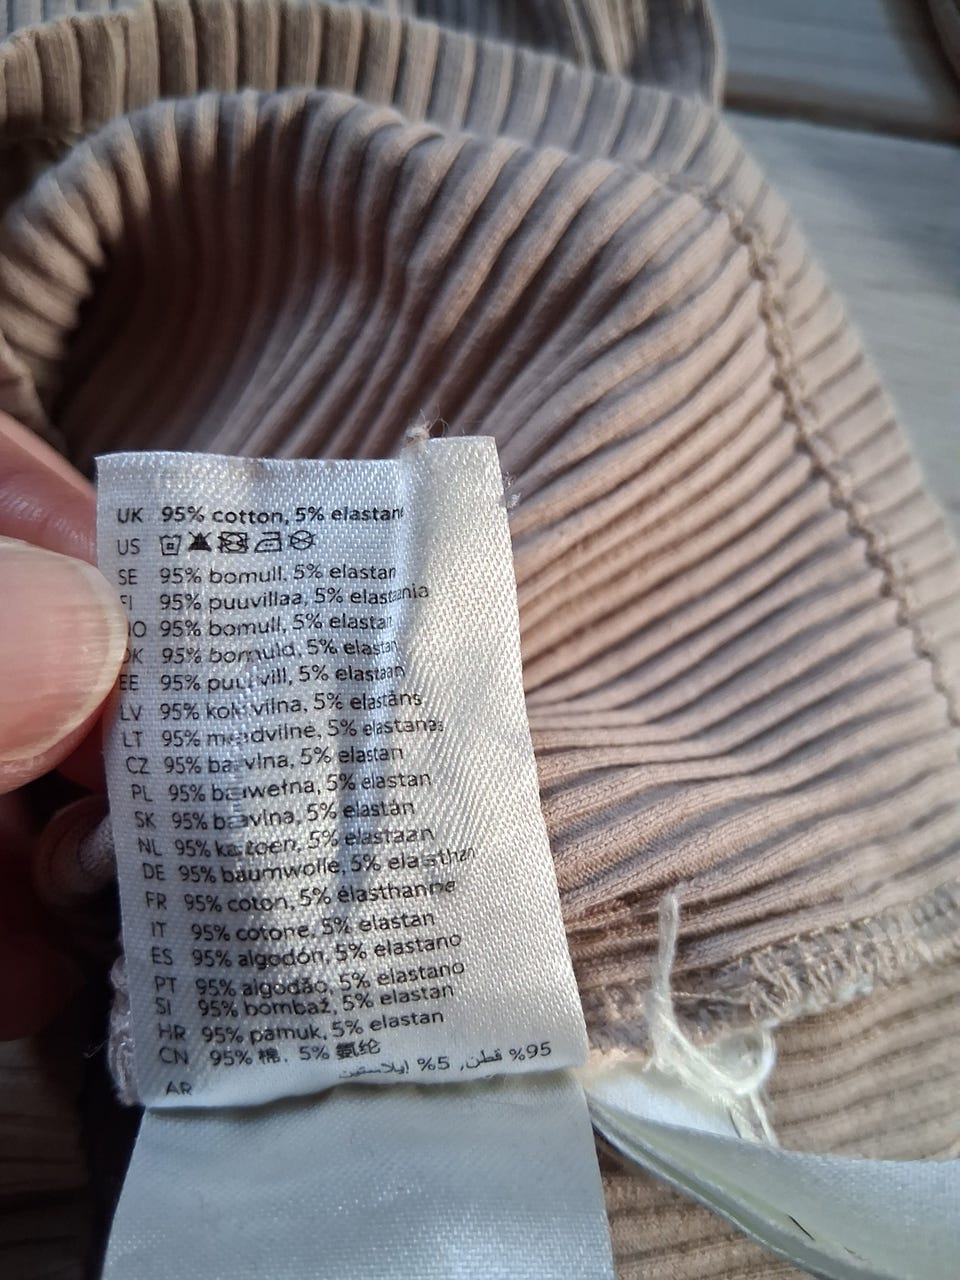 UK 95% cotton, 5% elastan
US
SE 95% bomull, 5% elastan
FI 95% puuvillaa, 5% elastaania
NO 95% bomull, 5% elastan
DK 95% bomuld, 5% elastan
EE 95% puuvill, 5% elastaan
LV 95% kokvilna, 5% elastāns
LT 95% medvilnė, 5% elastanas
CZ 95% bavlna, 5% elastan
PL 95% bawełna, 5% elastan
SK 95% bavlna, 5% elastán
NL 95% katoen, 5% elastaan
DE 95% baumwolle, 5% elasthan
FR 95% coton, 5% élasthanne
IT 95% cotone, 5% elastan
ES 95% algodón, 5% elastano
PT 95% algodão, 5% elastano
SI 95% bombaž, 5% elastan
HR 95% pamuk, 5% elastan
CN 95% 棉, 5% 氨纶
AR 95% قطن, 5% إيلاستين